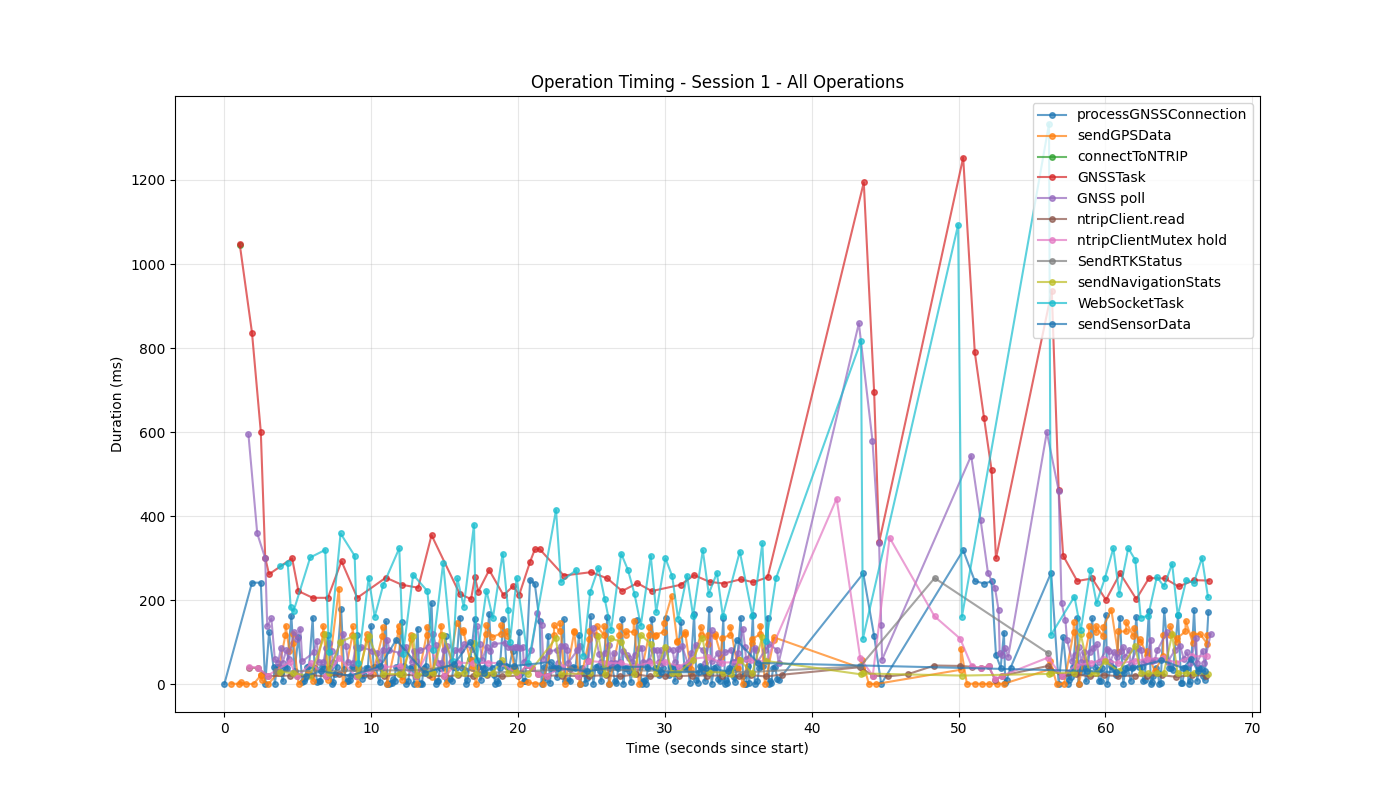 Operation Timing - Session 1 - All Operations
processGNSSConnection
sendGPSData
connectToNTRIP
GNSSTask
GNSS poll
ntripClient.read
ntripClientMutex hold
SendRTKStatus
sendNavigationStats
WebSocketTask
sendSensorData
Duration (ms)
1200
1000
800
600
400
200
0
0 10 20 30 40 50 60 70
Time (seconds since start)